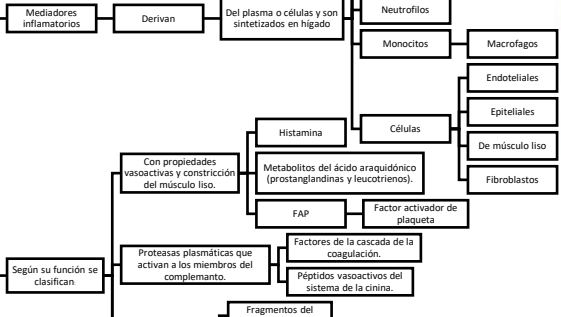 Mediadores
inflamatorios
Derivan
Del plasma o células y son
sintetizados en hígado
Neutrofilos
Monocitos
Macrofagos
Células
Endoteliales
Epiteliales
De músculo liso
Fibroblastos
Según su función se
clasifican
Con propiedades
vasoactivas y constricción
del músculo liso.
Histamina
Metabolitos del ácido araquidónico
(prostanglandinas y leucotrienos).
FAP
Factor activador de
plaqueta
Proteasas plasmáticas que
activan a los miembros del
complemanto.
Factores de la cascada de la
coagulación.
Péptidos vasoactivos del
sistema de la cinina.
Fragmentos del